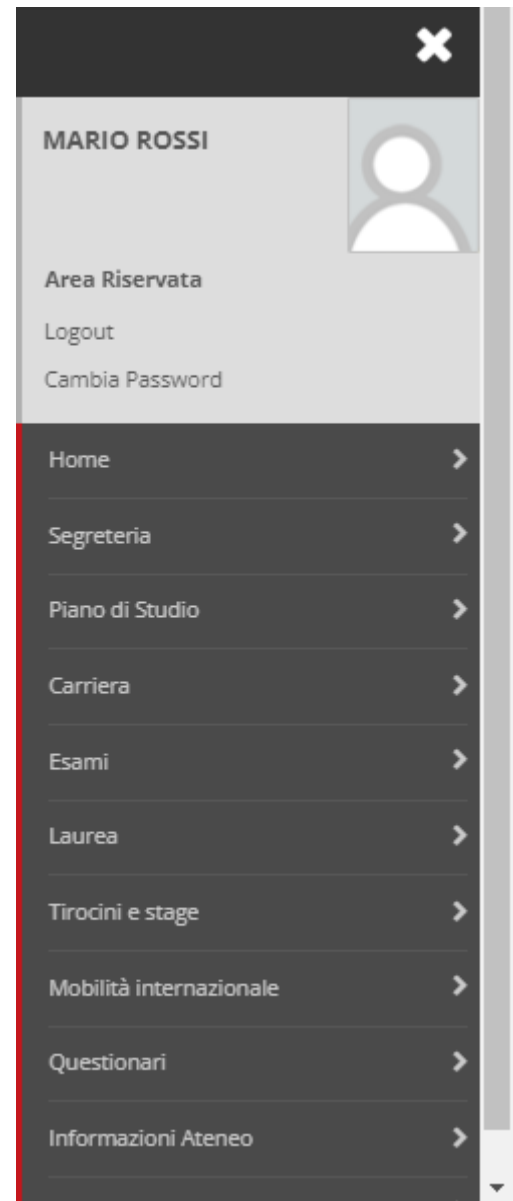 MARIO ROSSI
Area Riservata
Logout
Cambia Password
Home
Segreteria
Piano di Studio
Carriera
Esami
Laurea
Tirocini e stage
Mobilità internazionale
Questionari
Informazioni Ateneo